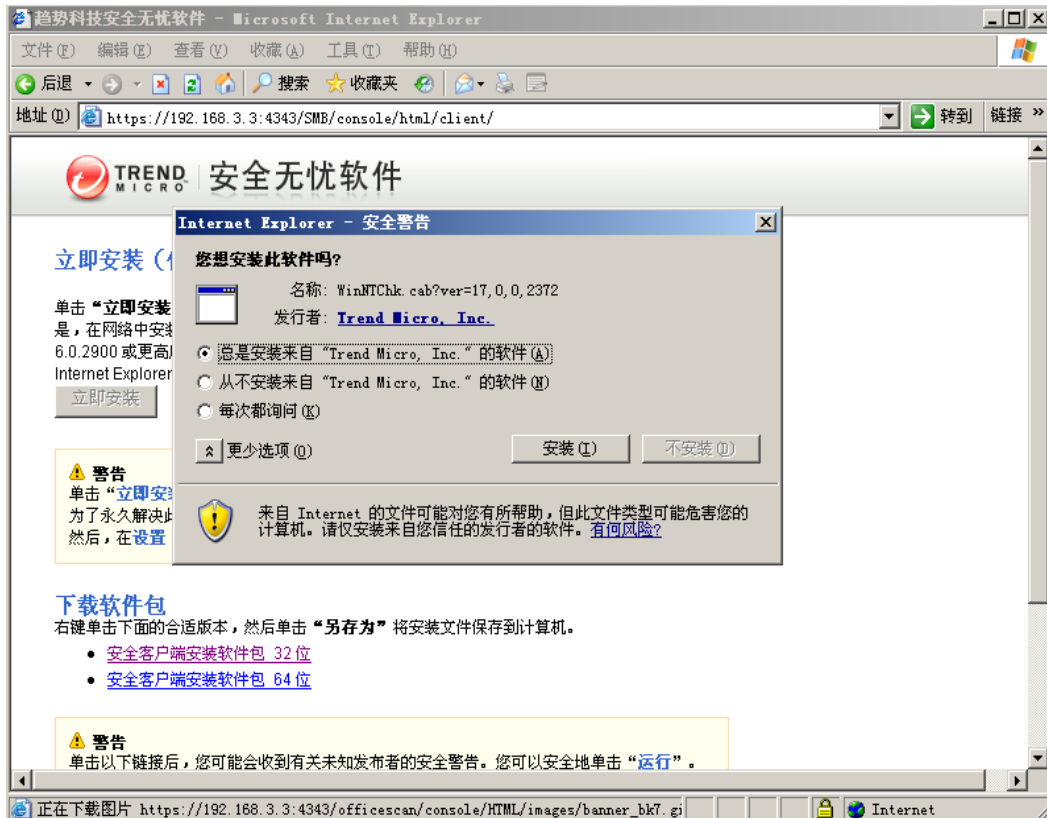 趋势科技安全无忧软件 - Microsoft Internet Explorer
文件(F) 编辑(E) 查看(V) 收藏(A) 工具(T) 帮助(H)
后退 搜索 收藏夹
地址(D) https://192.168.3.3:4343/SMB/console/html/client/ 转到 链接 »
TREND MICRO 安全无忧软件
Internet Explorer - 安全警告
立即安装（
您想安装此软件吗?
名称: WinNTChk.cab?ver=17,0,0,2372
单击“立即安装
发行者: Trend Micro, Inc.
是，在网络中安装
6.0.2900 或更高
总是安装来自 "Trend Micro, Inc." 的软件(A)
Internet Explorer
从不安装来自 "Trend Micro, Inc." 的软件(N)
立即安装
每次都询问(K)
更少选项(O) 安装(I) 不安装(D)
警告
单击“立即安
为了永久解决
然后，在设置
来自 Internet 的文件可能对您有所帮助，但此文件类型可能危害您的
计算机。请仅安装来自您信任的发行者的软件。有何风险?
下载软件包
右键单击下面的合适版本，然后单击“另存为”将安装文件保存到计算机。
• 安全客户端安装软件包 32 位
• 安全客户端安装软件包 64 位
警告
单击以下链接后，您可能会收到有关未知发布者的安全警告。您可以安全地单击“运行”。
正在下载图片 https://192.168.3.3:4343/officescan/console/HTML/images/banner_bk7.gi Internet